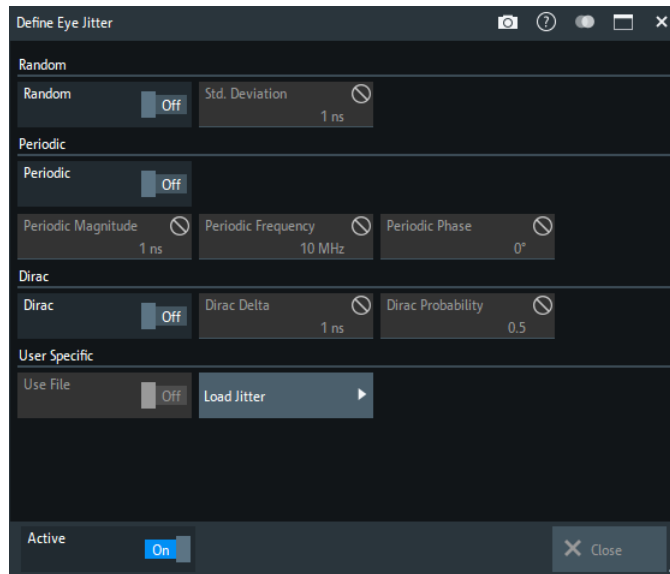 Define Eye Jitter
Random
Random
Off
Std. Deviation
1 ns
Periodic
Periodic
Off
Periodic Magnitude
1 ns
Periodic Frequency
10 MHz
Periodic Phase
0°
Dirac
Dirac
Off
Dirac Delta
1 ns
Dirac Probability
0.5
User Specific
Use File
Off
Load Jitter
Active
On
Close